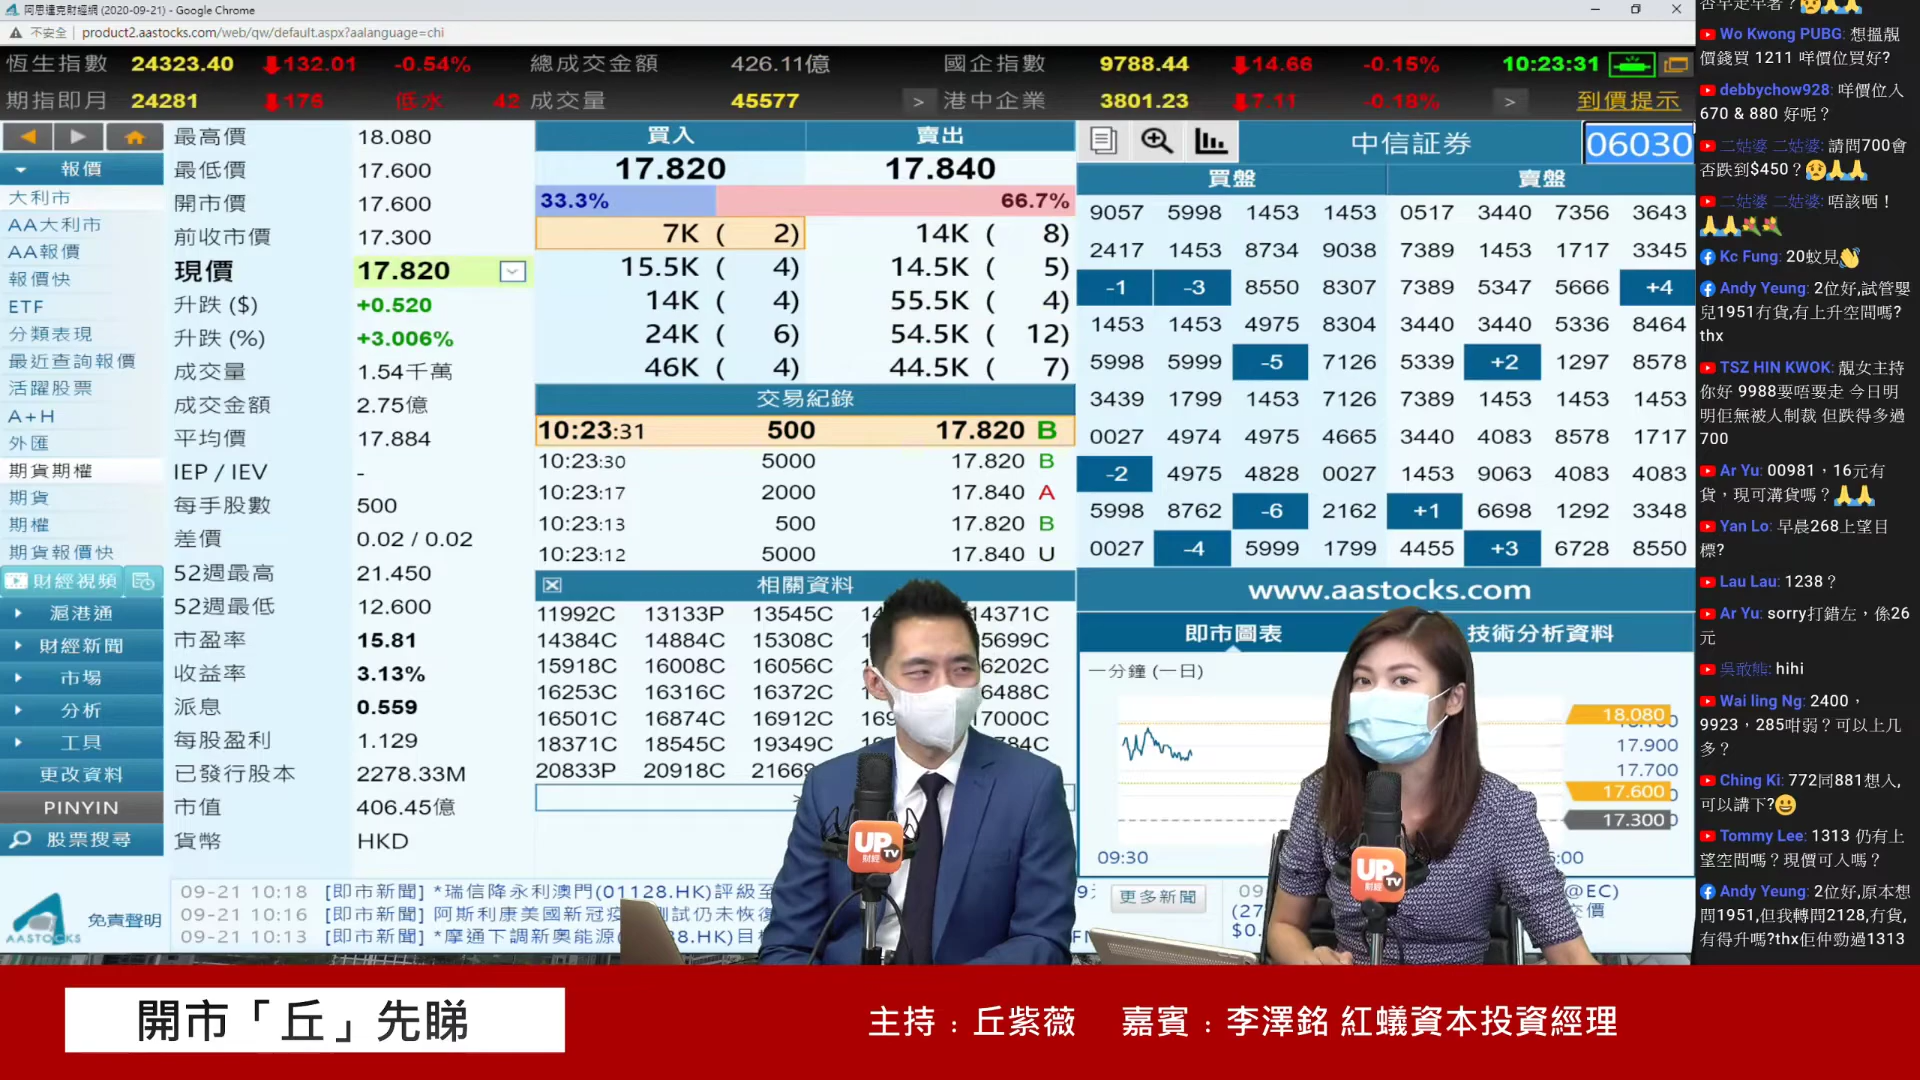 阿思達克財經網 (2020-09-21) - Google Chrome
不安全 | product2.aastocks.com/web/qw/default.aspx?aalanguage=chi
恆生指數 24323.40 132.01 -0.54% 總成交金額 426.11億 國企指數 9788.44 14.66 -0.15% 10:23:31
期指即月 24281 176 低水 42 成交量 45577 > 港中企業 3801.23 7.11 -0.18% > 到價提示
報價
大利市
AA大利市
AA報價
報價快
ETF
分類表現
最近查詢報價
活躍股票
A+H
外匯
期貨期權
期貨
期權
期貨報價快
財經視頻
滬港通
財經新聞
市場
分析
工具
更改資料
PINYIN
股票搜尋
AASTOCKS 免責聲明
最高價 18.080
最低價 17.600
開市價 17.600
前收市價 17.300
現價 17.820
升跌 ($) +0.520
升跌 (%) +3.006%
成交量 1.54千萬
成交金額 2.75億
平均價 17.884
IEP / IEV -
每手股數 500
差價 0.02 / 0.02
52週最高 21.450
52週最低 12.600
市盈率 15.81
收益率 3.13%
派息 0.559
每股盈利 1.129
已發行股本 2278.33M
市值 406.45億
貨幣 HKD
買入 賣出
17.820 17.840
33.3% 66.7%
7K ( 2) 14K ( 8)
15.5K ( 4) 14.5K ( 5)
14K ( 4) 55.5K ( 4)
24K ( 6) 54.5K ( 12)
46K ( 4) 44.5K ( 7)
交易紀錄
10:23:31 500 17.820 B
10:23:30 5000 17.820 B
10:23:17 2000 17.840 A
10:23:13 500 17.820 B
10:23:12 5000 17.840 U
相關資料
11992C 13133P 13545C 14371C
14384C 14884C 15308C 5699C
15918C 16008C 16056C 6202C
16253C 16316C 16372C 6488C
16501C 16874C 16912C 17000C
18371C 18545C 19349C 784C
20833P 20918C 21669
中信証券 06030
買盤 賣盤
9057 5998 1453 1453 0517 3440 7356 3643
2417 1453 8734 9038 7389 1453 1717 3345
-1 -3 8550 8307 7389 5347 5666 +4
1453 1453 4975 8304 3440 3440 5336 8464
5998 5999 -5 7126 5339 +2 1297 8578
3439 1799 1453 7126 7389 1453 1453 1453
0027 4974 4975 4665 3440 4083 8578 1717
-2 4975 4828 0027 1453 9063 4083 4083
5998 8762 -6 2162 +1 6698 1292 3348
0027 -4 5999 1799 4455 +3 6728 8550
www.aastocks.com
即市圖表 技術分析資料
一分鐘 (一日)
18.080
17.900
17.700
17.600
17.300
09:30
更多新聞
09-21 10:18 [即市新聞] *瑞信降永利澳門(01128.HK)評級至
09-21 10:16 [即市新聞] 阿斯利康美國新冠疫 測試仍未恢復
09-21 10:13 [即市新聞] *摩通下調新奧能源( 88.HK)目
UP TV 財經
UP TV 財經
否早走早著？
Wo Kwong PUBG: 想搵靚
價錢買 1211 咩價位買好?
debbychow928: 咩價位入
670 & 880 好呢？
二姑婆 二姑婆: 請問700會
否跌到$450？
二姑婆 二姑婆: 唔該晒！
Kc Fung: 20蚊見
Andy Yeung: 2位好,試管嬰
兒1951冇貨,有上升空間嗎?
thx
TSZ HIN KWOK: 靚女主持
你好 9988要唔要走 今日明
明佢無被人制裁 但跌得多過
700
Ar Yu: 00981，16元有
貨，現可溝貨嗎？
Yan Lo: 早晨268上望目
標?
Lau Lau: 1238？
Ar Yu: sorry打錯左，係26
元
吳敢熊: hihi
Wai ling Ng: 2400，
9923，285咁弱？可以上几
多？
Ching Ki: 772同881想入,
可以講下?
Tommy Lee: 1313 仍有上
望空間嗎？現價可入嗎？
Andy Yeung: 2位好,原本想
問1951,但我轉問2128,冇貨,
有得升嗎?thx佢仲勁過1313
開市「丘」先睇
主持﹕丘紫薇 嘉賓﹕李澤銘 紅蟻資本投資經理